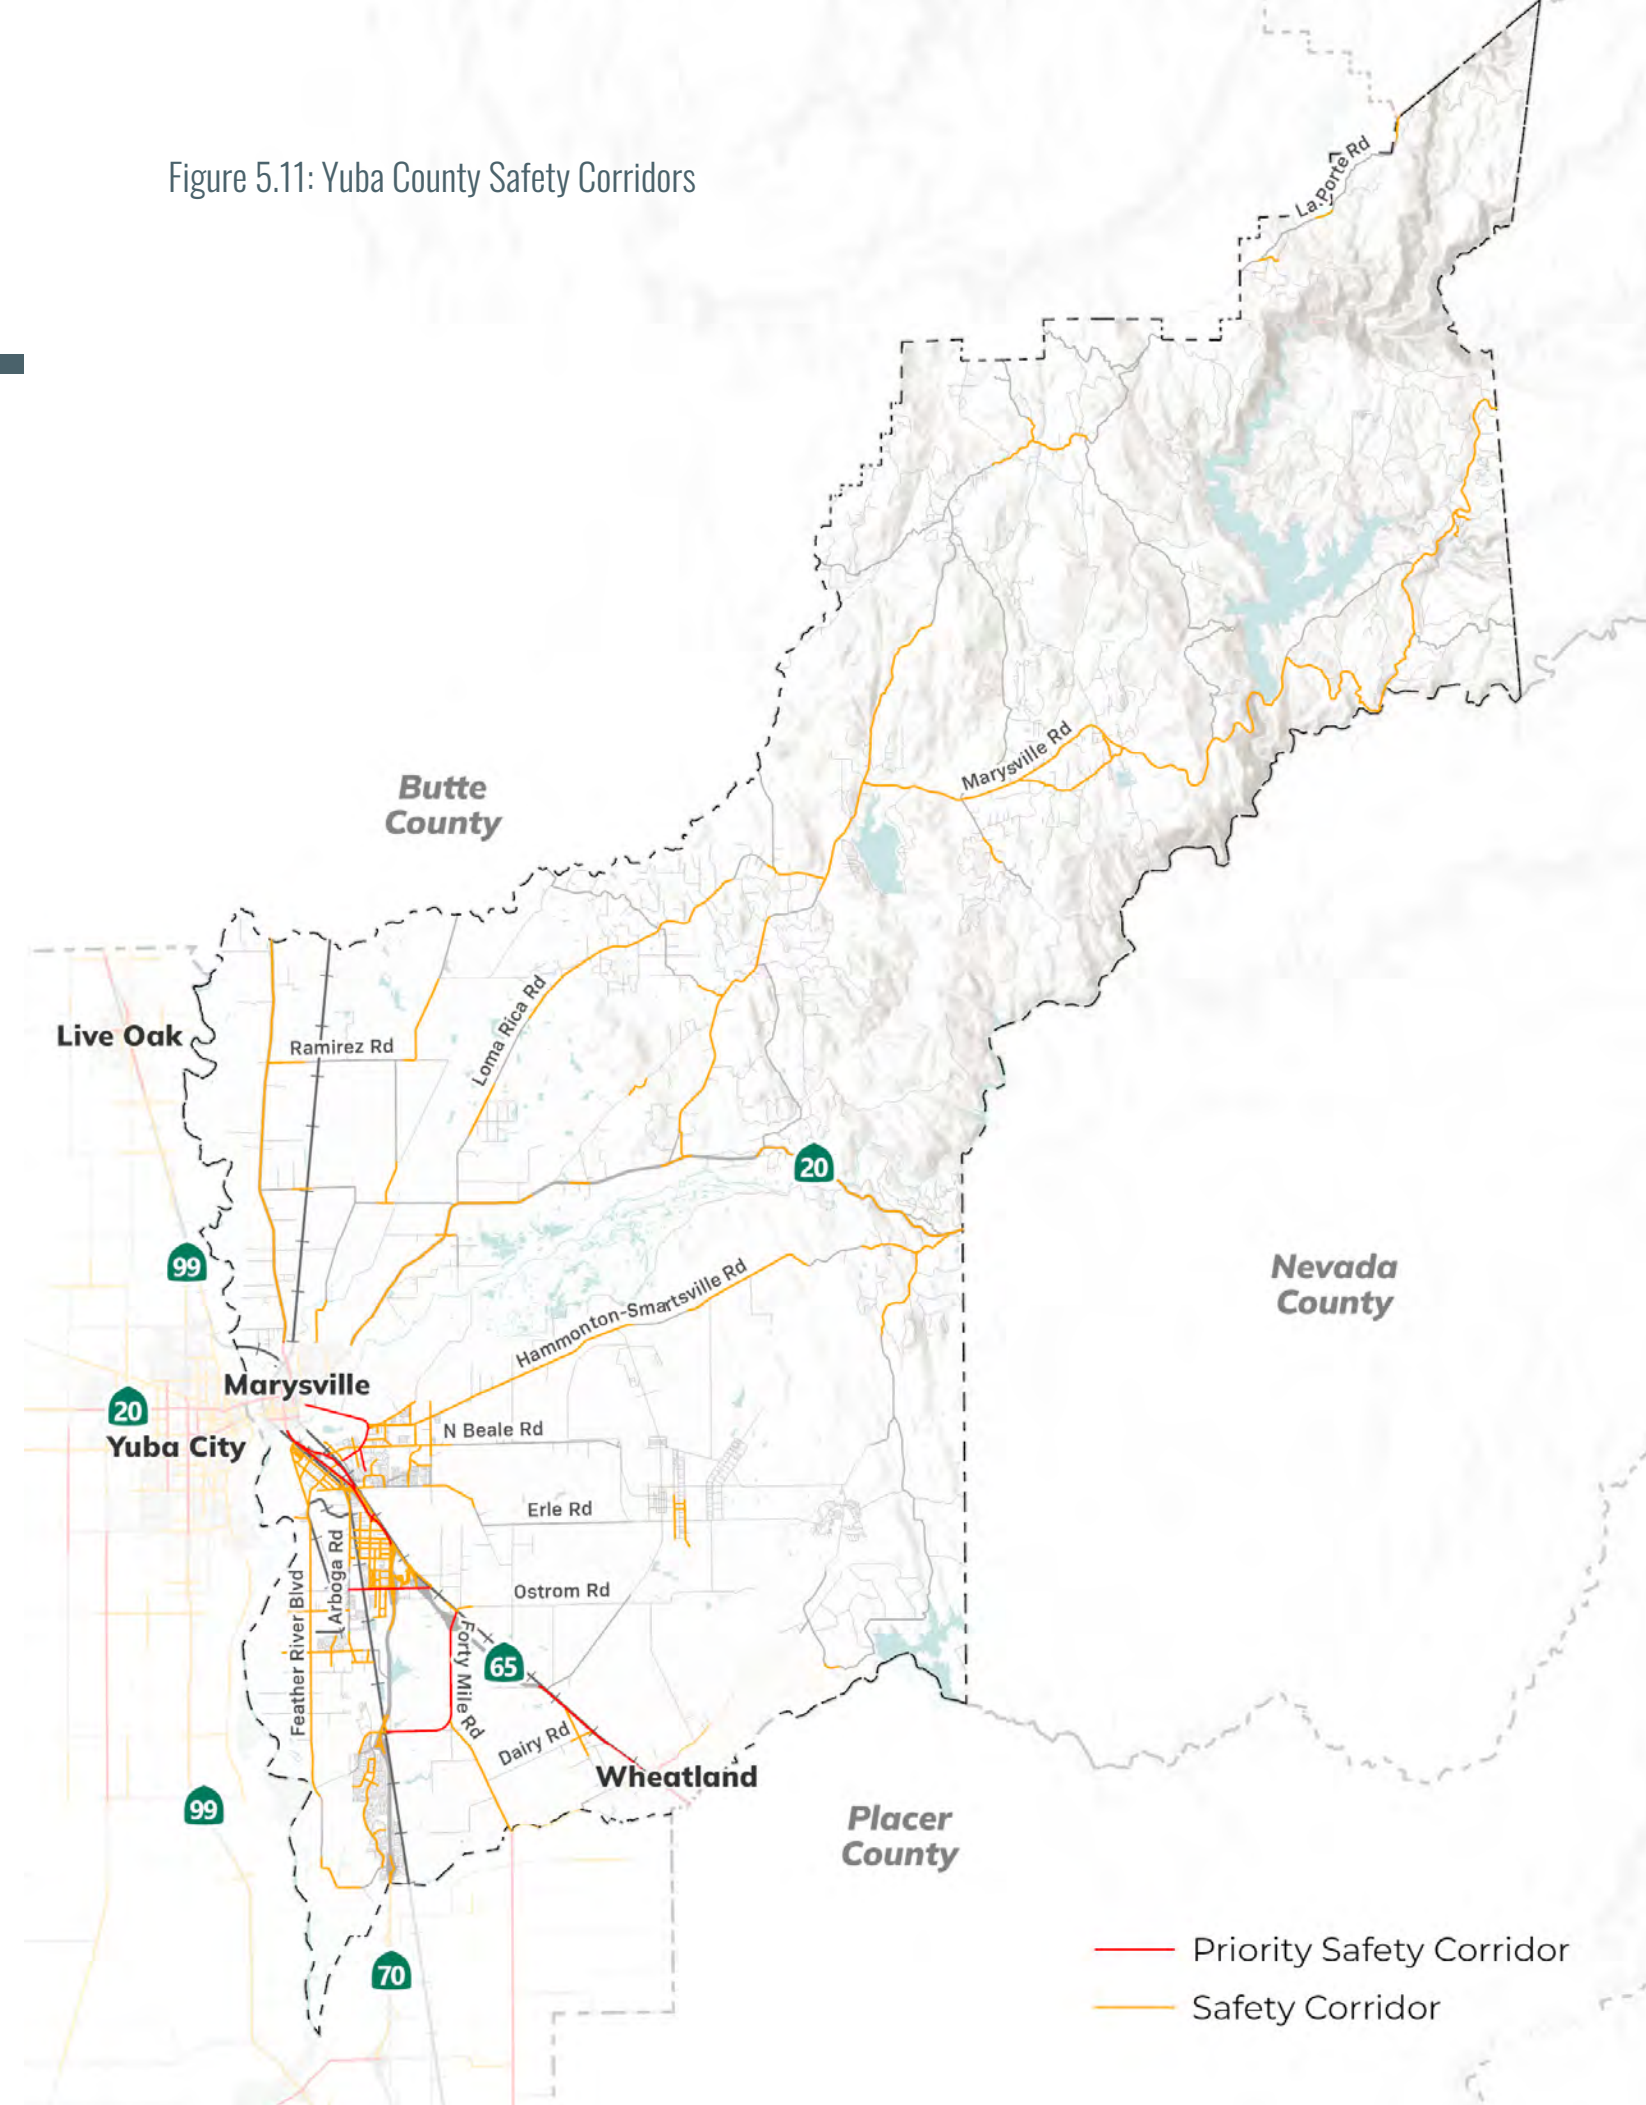 Figure 5.11: Yuba County Safety Corridors
La Porte Rd
Marysville Rd
Butte
County
Live Oak
Ramirez Rd
Loma Rica Rd
20
99
Hammonton-Smartsville Rd
Nevada
County
Marysville
20
Yuba City
N Beale Rd
Erle Rd
Arboga Rd
Feather River Blvd
Ostrom Rd
Forty Mile Rd
65
Dairy Rd
Wheatland
99
Placer
County
70
Priority Safety Corridor
Safety Corridor